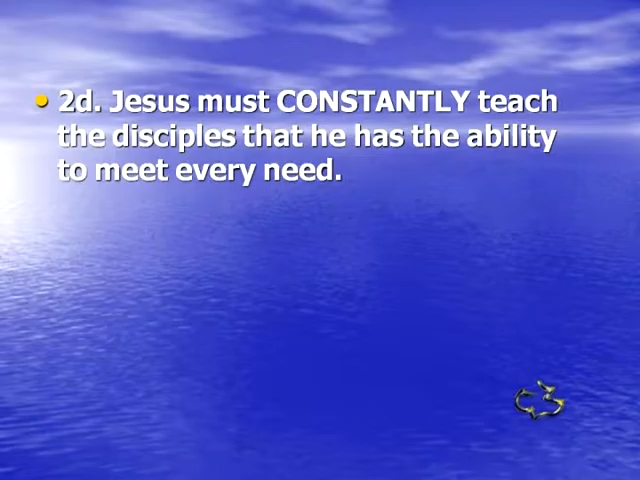 • 2d. Jesus must CONSTANTLY teach
the disciples that he has the ability
to meet every need.